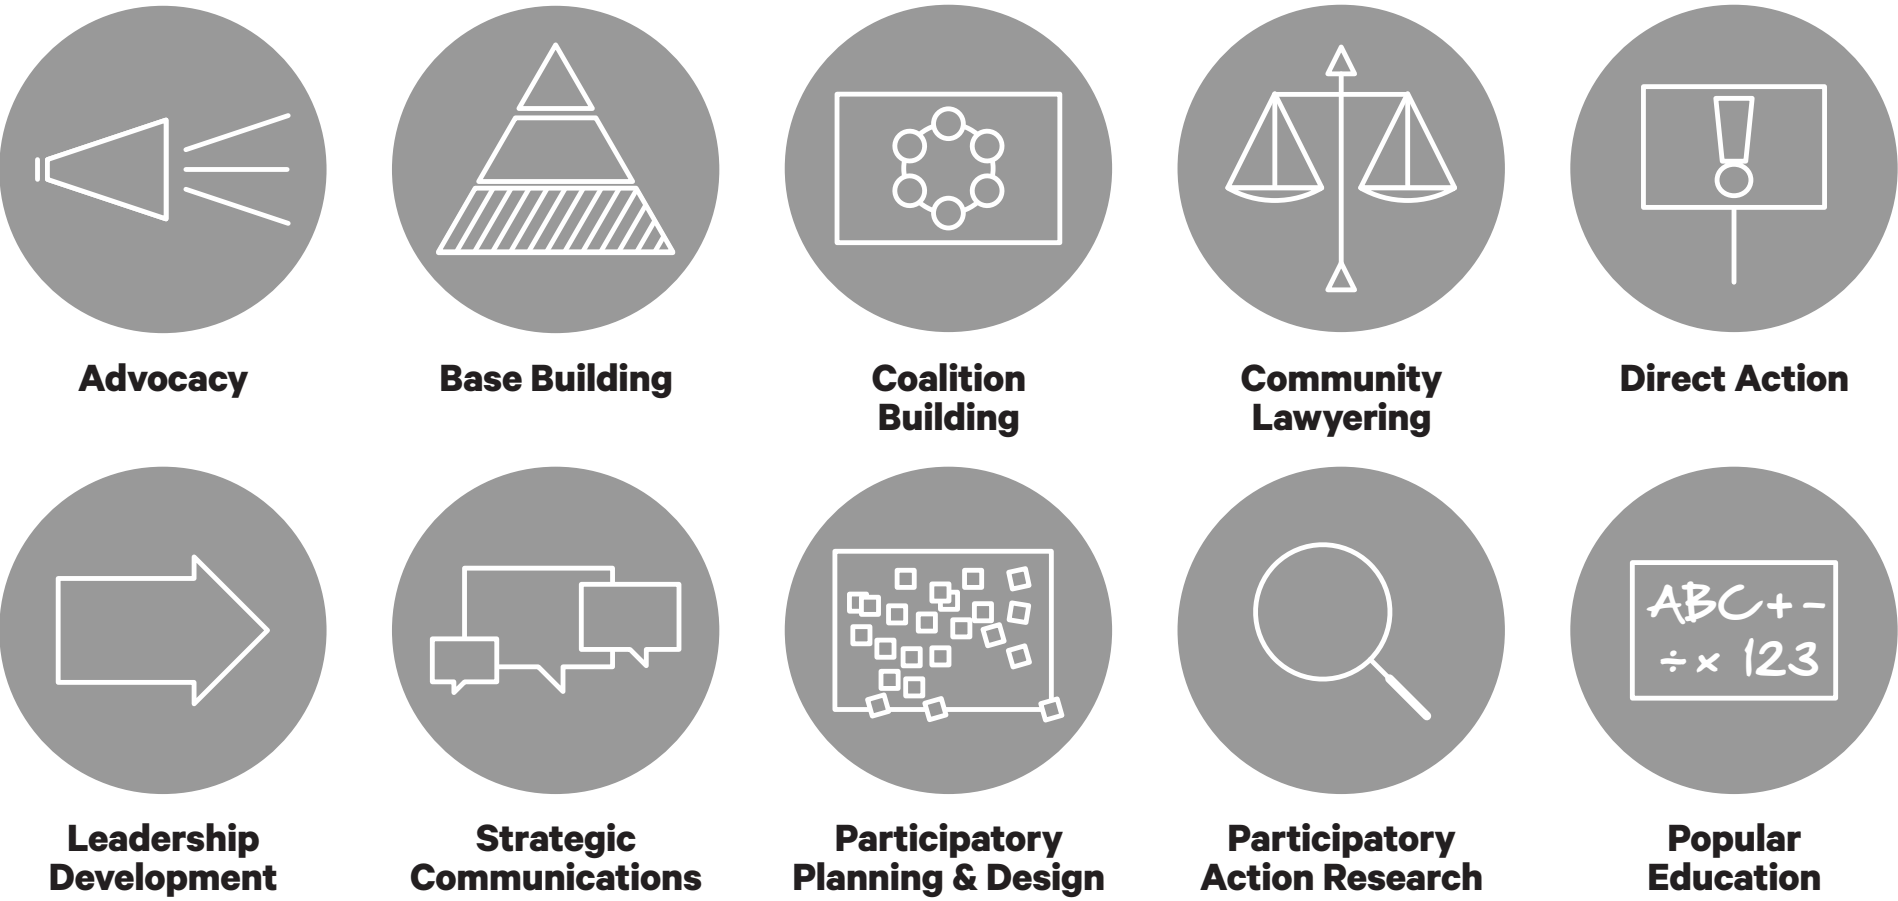 Advocacy
Base Building
Coalition
Building
Community
Lawyering
Direct Action
Leadership
Development
Strategic
Communications
Participatory
Planning & Design
Participatory
Action Research
ABC+-
÷× 123
Popular
Education